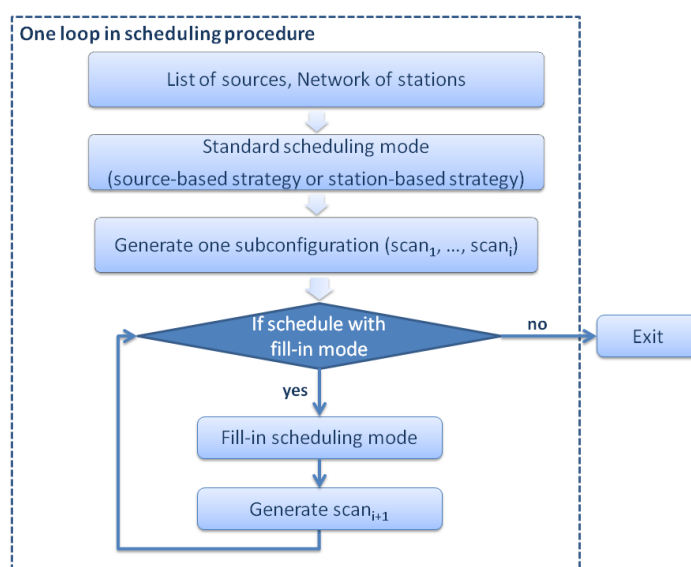 One loop in scheduling procedure
List of sources, Network of stations
Standard scheduling mode
(source-based strategy or station-based strategy)
Generate one subconfiguration (scan₁, ..., scanᵢ)
If schedule with
fill-in mode
no
Exit
yes
Fill-in scheduling mode
Generate scanᵢ₊₁